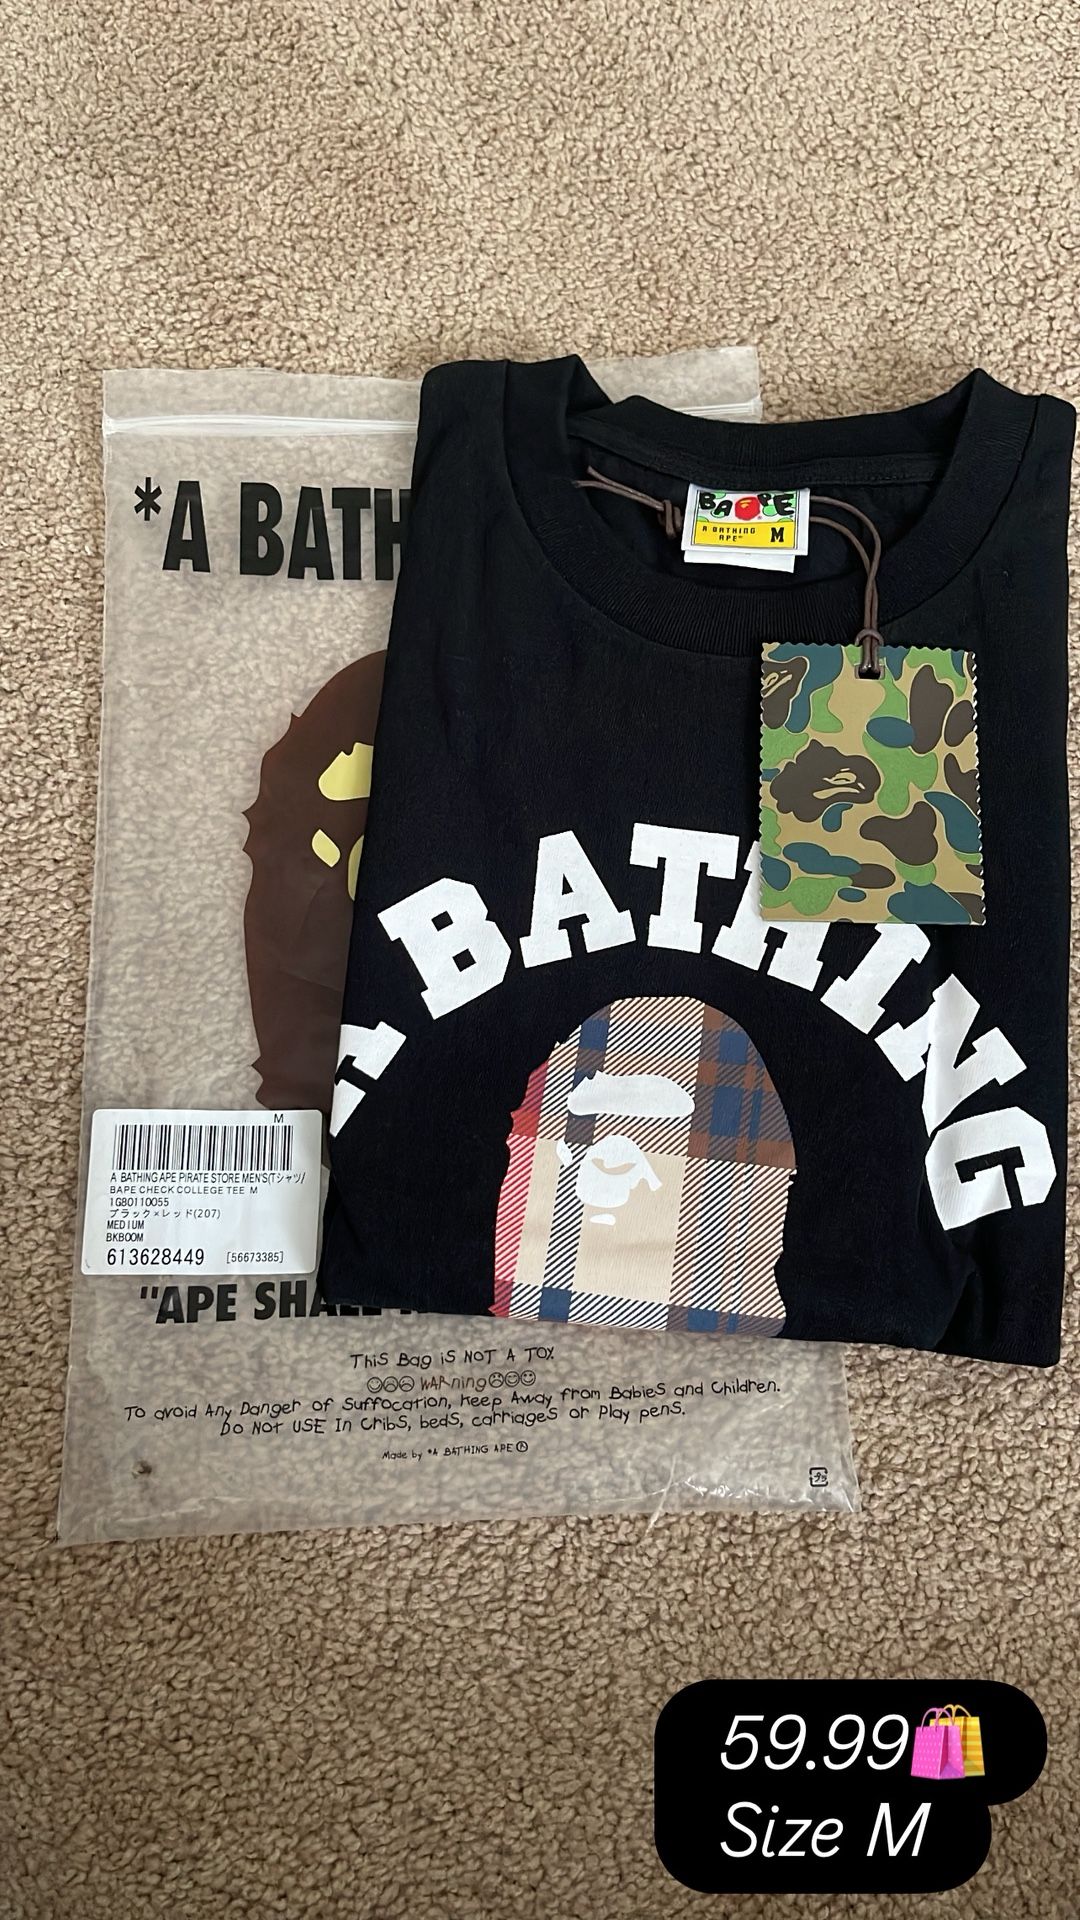 *A BATH
BAPE
A BATHING
APE® M
A BATHING
M
A BATHING APE PIRATE STORE MEN'S(Tシャツ/
BAPE CHECK COLLEGE TEE M
1G80110055
ブラック×レッド(207)
MEDIUM
BKBOOM
613628449 [56673385]
"APE SHALL
THIS Bag iS NOT A TOY.
WARning
To avoid Any Danger of Suffocation, Keep Away from BabieS and Children.
Do Not USE In CribS, bedS, carriageS or Play penS.
Made by *A BATHING APE®
プラ
59.99🛍️
Size M